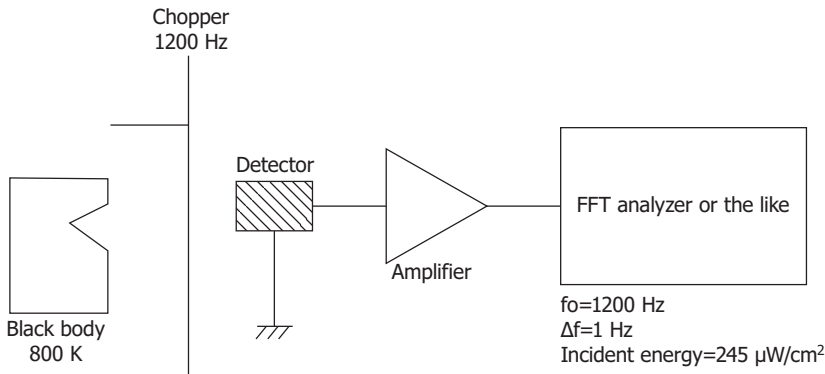 Chopper
1200 Hz
Detector
FFT analyzer or the like
Amplifier
Black body
800 K
fo=1200 Hz
Δf=1 Hz
Incident energy=245 μW/cm²